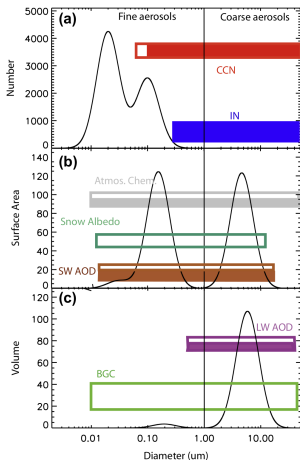 Fine aerosols Coarse aerosols
(a)
5000
4000
3000
2000
1000
0
Number
CCN
IN
(b)
140
120
100
80
60
40
20
0
Surface Area
Atmos. Chem.
Snow Albedo
SW AOD
(c)
120
100
80
60
40
20
0
Volume
LW AOD
BGC
0.01 0.10 1.00 10.00
Diameter (um)